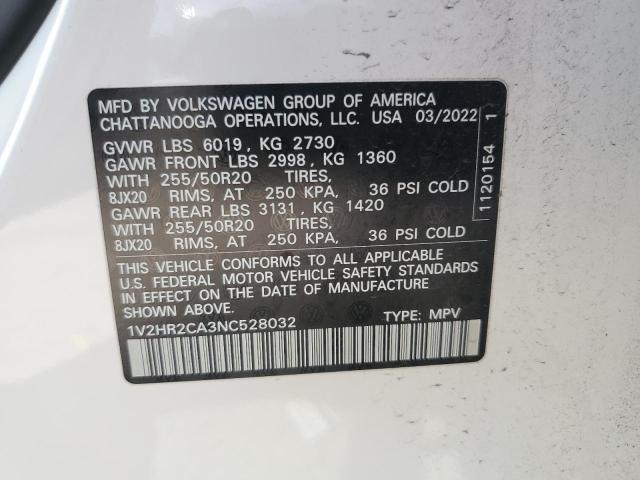 MFD BY VOLKSWAGEN GROUP OF AMERICA
CHATTANOOGA OPERATIONS, LLC. USA 03/2022
GVWR LBS 6019, KG 2730
GAWR FRONT LBS 2998, KG 1360
WITH 255/50R20 TIRES,
8JX20 RIMS, AT 250 KPA, 36 PSI COLD
GAWR REAR LBS 3131, KG 1420
WITH 255/50R20 TIRES,
8JX20 RIMS, AT 250 KPA, 36 PSI COLD
THIS VEHICLE CONFORMS TO ALL APPLICABLE
U.S. FEDERAL MOTOR VEHICLE SAFETY STANDARDS
IN EFFECT ON THE DATE OF MANUFACTURE
SHOWN ABOVE.
1V2HR2CA3NC528032 TYPE: MPV
1120154 1